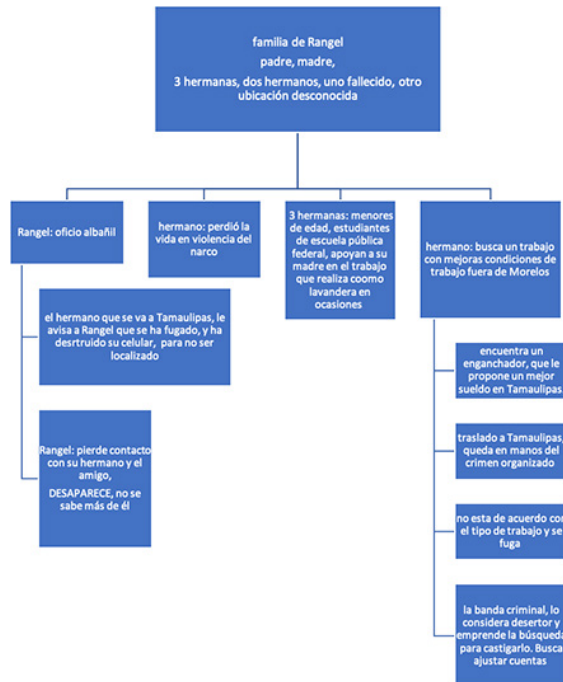 familia de Rangel
padre, madre,
3 hermanas, dos hermanos, uno fallecido, otro
ubicación desconocida
Rangel: oficio albañil
el hermano que se va a Tamaulipas, le
avisa a Rangel que se ha fugado, y ha
desrtruido su celular, para no ser
localizado
Rangel: pierde contacto
con su hermano y el
amigo,
DESAPARECE, no se
sabe más de él
hermano: perdió la
vida en violencia del
narco
3 hermanas: menores
de edad, estudiantes
de escuela pública
federal, apoyan a su
madre en el trabajo
que realiza coomo
lavandera en
ocasiones
hermano: busca un trabajo
con mejoras condiciones de
trabajo fuera de Morelos
encuentra un
enganchador, que le
propone un mejor
sueldo en Tamaulipas
traslado a Tamaulipas,
queda en manos del
crimen organizado
no esta de acuerdo con
el tipo de trabajo y se
fuga
la banda criminal, lo
considera desertor y
emprende la búsqueda
para castigarlo. Busca
ajustar cuentas